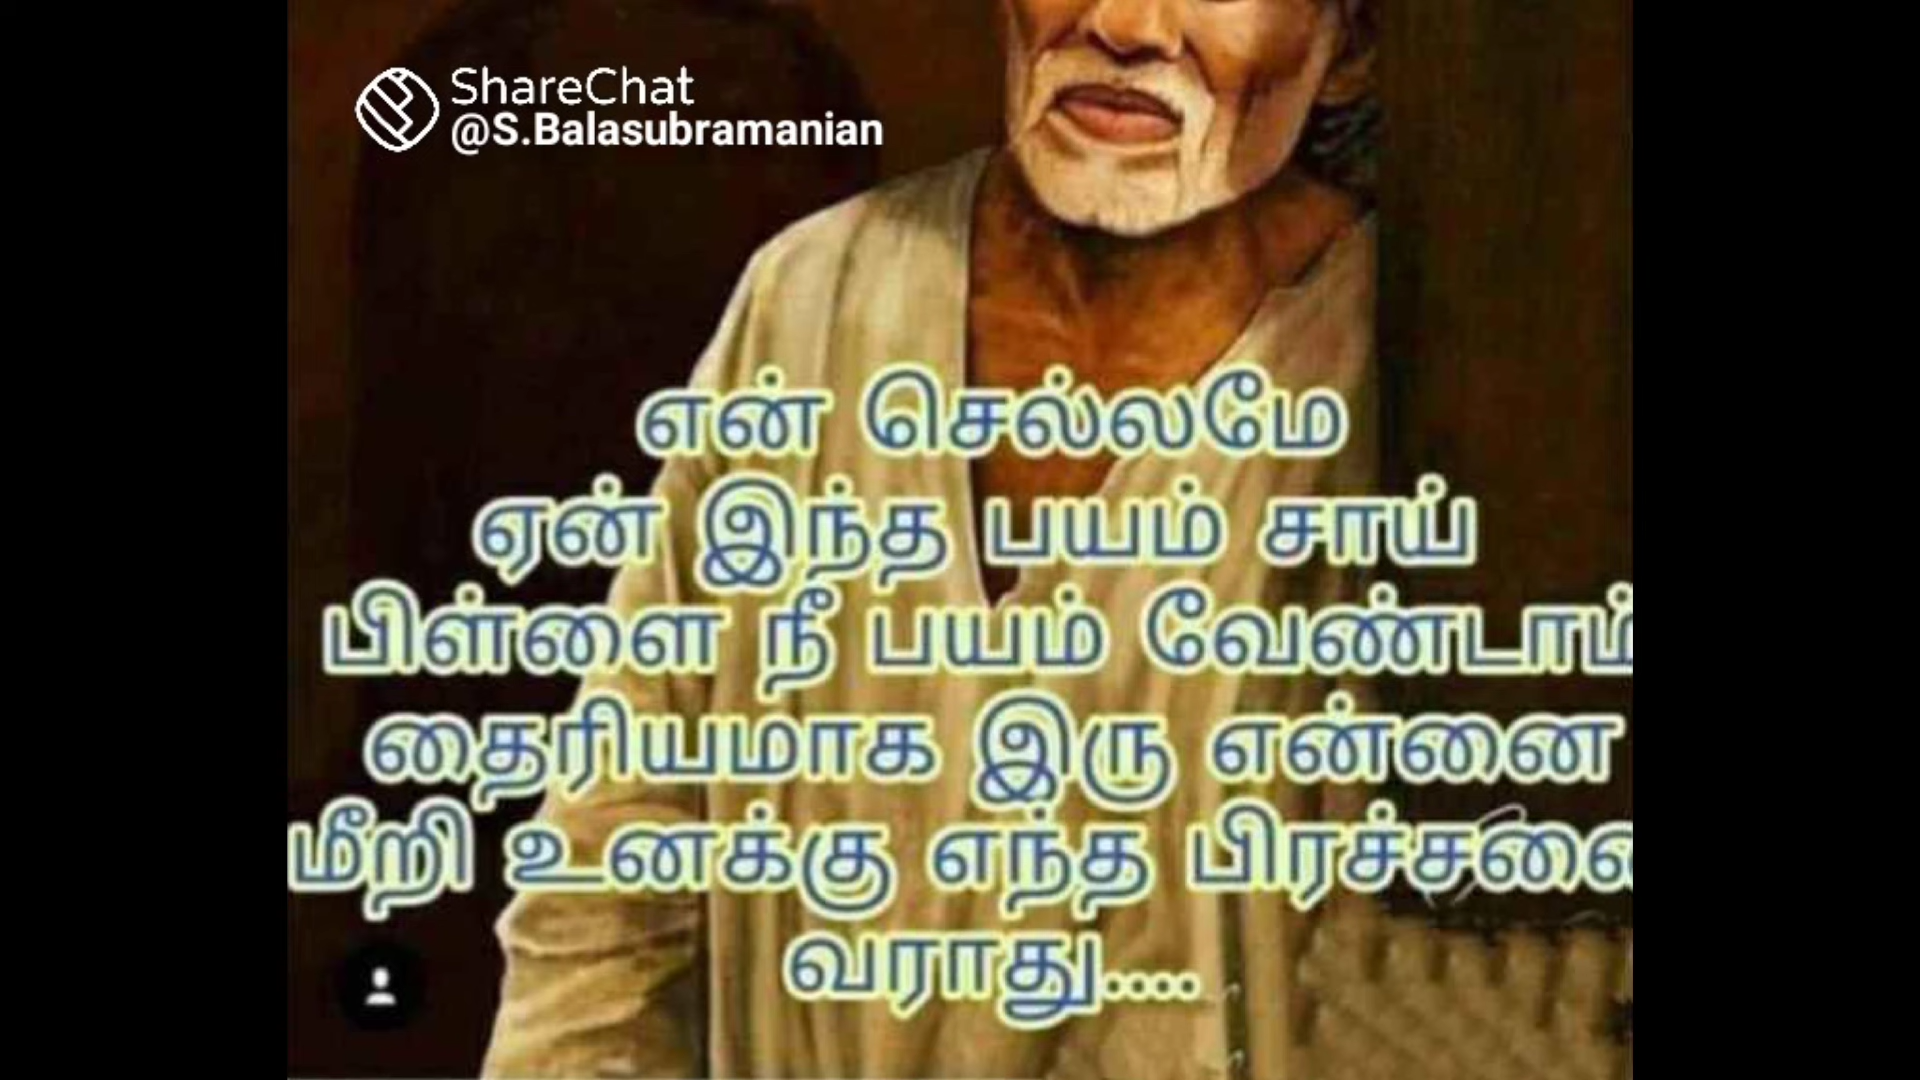 ShareChat
@S.Balasubramanian
என் செல்லமே
ஏன் இந்த பயம் சாய்
பிள்ளை நீ பயம் வேண்டாம்
தைரியமாக இரு என்னை
மீறி உனக்கு எந்த பிரச்சனை
வராது....